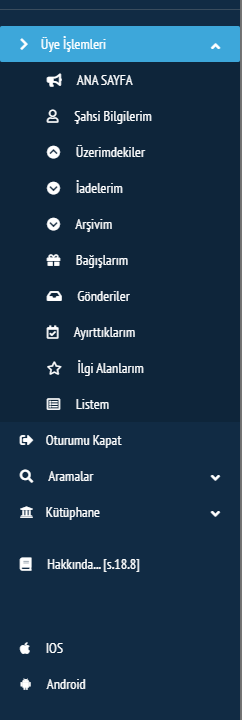 Üye İşlemleri
ANA SAYFA
Şahsi Bilgilerim
Üzerimdekiler
İadelerim
Arşivim
Bağışlarım
Gönderiler
Ayırttıklarım
İlgi Alanlarım
Listem
Oturumu Kapat
Aramalar
Kütüphane
Hakkında... [s.18.8]
IOS
Android